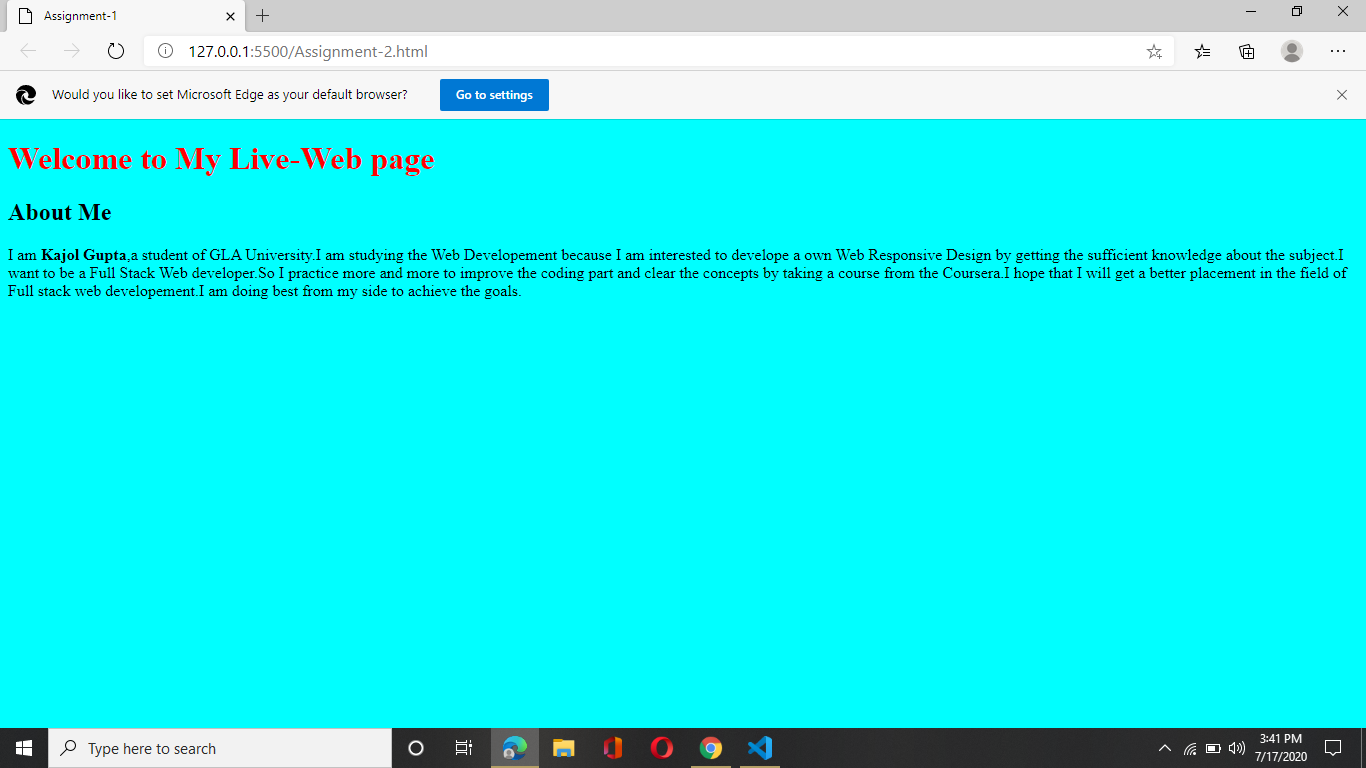 Assignment-1
127.0.0.1:5500/Assignment-2.html
Would you like to set Microsoft Edge as your default browser?
Go to settings
Welcome to My Live-Web page
About Me
I am Kajol Gupta,a student of GLA University.I am studying the Web Developement because I am interested to develope a own Web Responsive Design by getting the sufficient knowledge about the subject.I
want to be a Full Stack Web developer.So I practice more and more to improve the coding part and clear the concepts by taking a course from the Coursera.I hope that I will get a better placement in the field of
Full stack web developement.I am doing best from my side to achieve the goals.
Type here to search
3:41 PM
7/17/2020